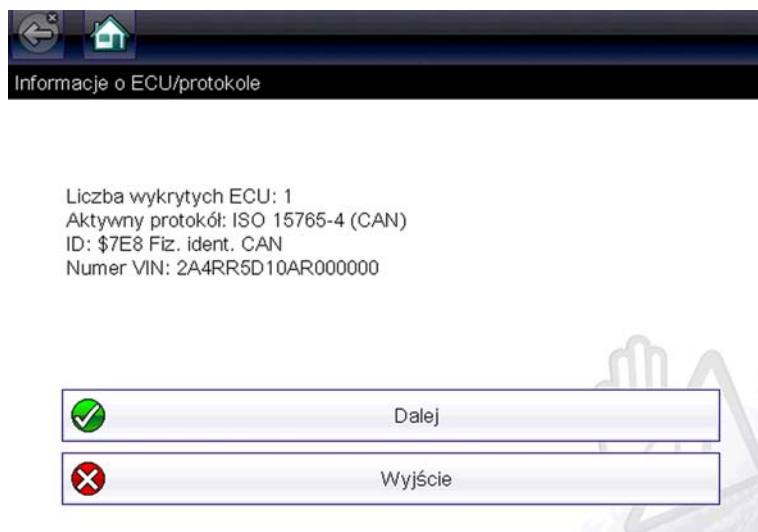 Informacje o ECU/protokole
Liczba wykrytych ECU: 1
Aktywny protokół: ISO 15765-4 (CAN)
ID: $7E8 Fiz. ident. CAN
Numer VIN: 2A4RR5D10AR000000
Dalej
Wyjście